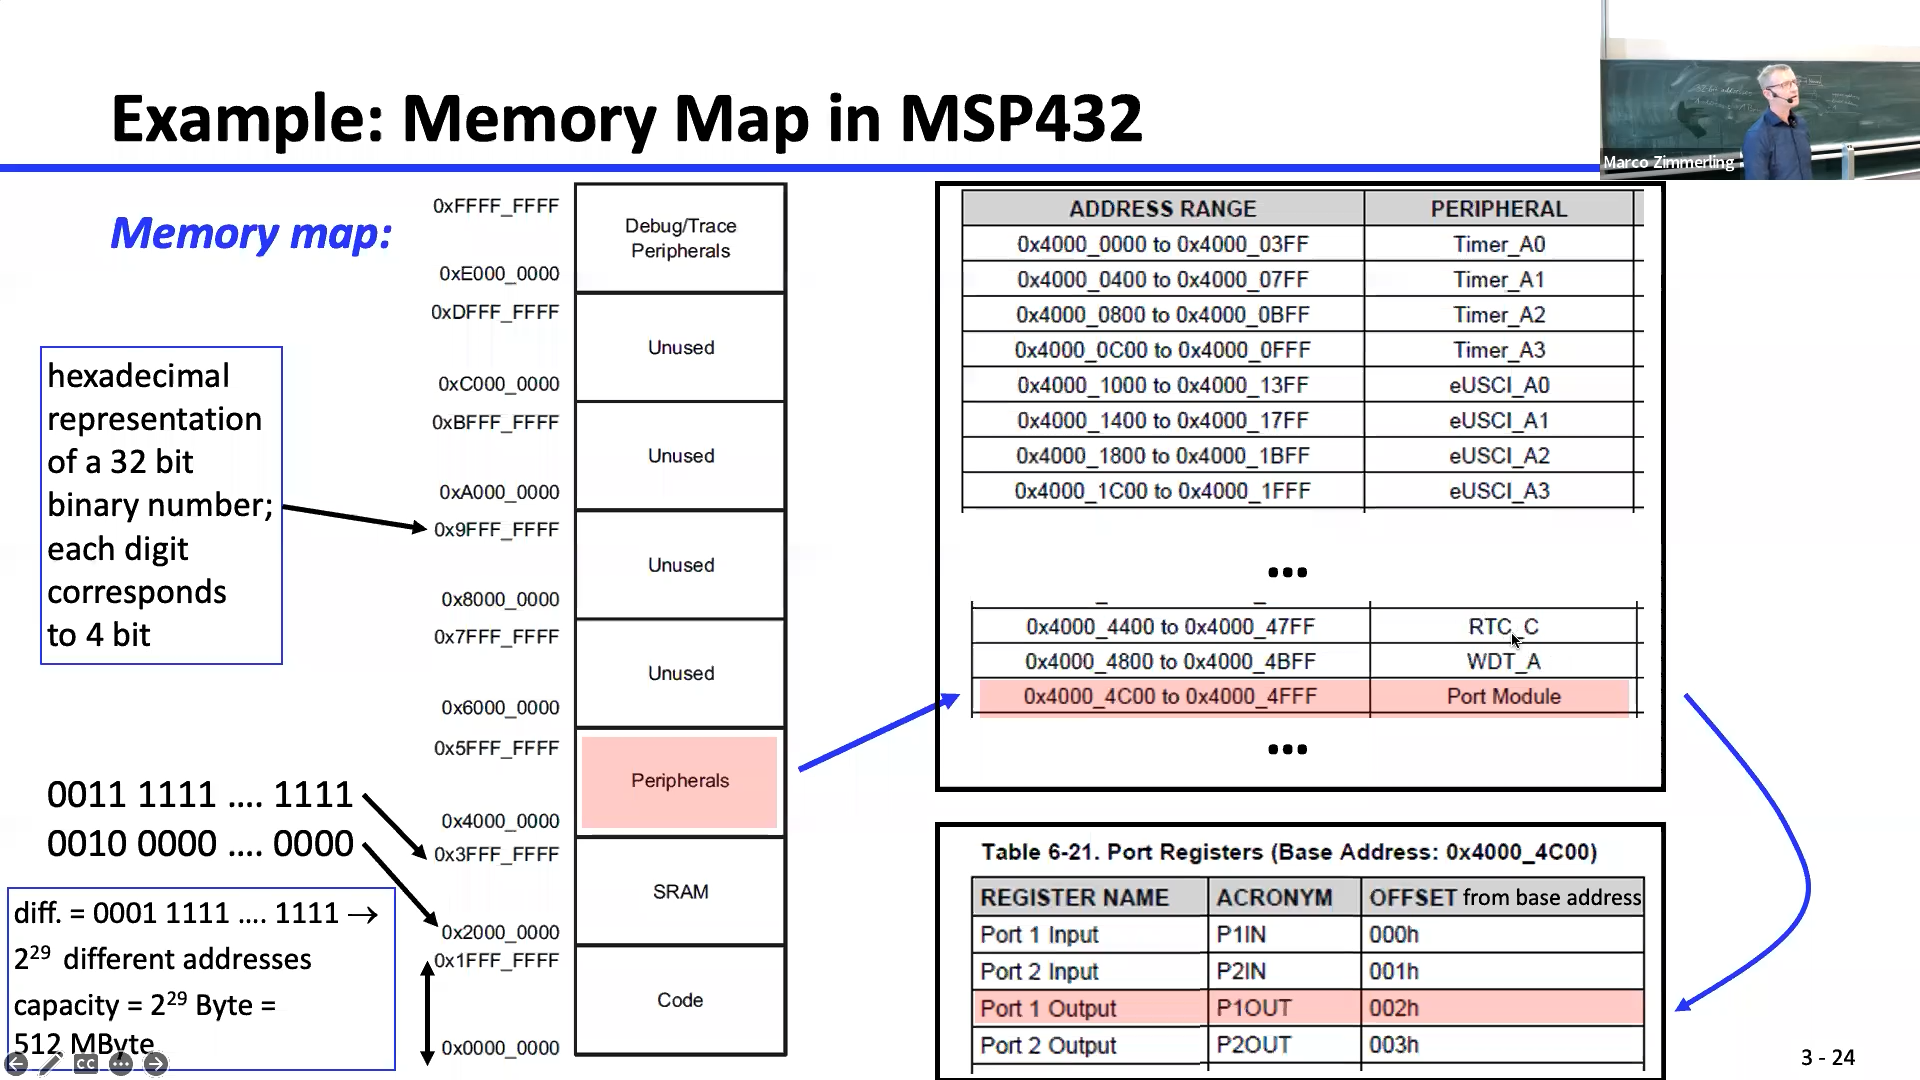 Example: Memory Map in MSP432
Marco Zimmerling
Memory map:
hexadecimal
representation
of a 32 bit
binary number;
each digit
corresponds
to 4 bit
0011 1111 .... 1111
0010 0000 .... 0000
diff. = 0001 1111 .... 1111 →
2²⁹ different addresses
capacity = 2²⁹ Byte =
512 MByte
0xFFFF_FFFF
Debug/Trace
Peripherals
0xE000_0000
0xDFFF_FFFF
Unused
0xC000_0000
0xBFFF_FFFF
Unused
0xA000_0000
0x9FFF_FFFF
Unused
0x8000_0000
0x7FFF_FFFF
Unused
0x6000_0000
0x5FFF_FFFF
Peripherals
0x4000_0000
0x3FFF_FFFF
SRAM
0x2000_0000
0x1FFF_FFFF
Code
0x0000_0000
ADDRESS RANGE PERIPHERAL
0x4000_0000 to 0x4000_03FF Timer_A0
0x4000_0400 to 0x4000_07FF Timer_A1
0x4000_0800 to 0x4000_0BFF Timer_A2
0x4000_0C00 to 0x4000_0FFF Timer_A3
0x4000_1000 to 0x4000_13FF eUSCI_A0
0x4000_1400 to 0x4000_17FF eUSCI_A1
0x4000_1800 to 0x4000_1BFF eUSCI_A2
0x4000_1C00 to 0x4000_1FFF eUSCI_A3
...
0x4000_4400 to 0x4000_47FF RTC_C
0x4000_4800 to 0x4000_4BFF WDT_A
0x4000_4C00 to 0x4000_4FFF Port Module
...
Table 6-21. Port Registers (Base Address: 0x4000_4C00)
REGISTER NAME ACRONYM OFFSET from base address
Port 1 Input P1IN 000h
Port 2 Input P2IN 001h
Port 1 Output P1OUT 002h
Port 2 Output P2OUT 003h
CC
3 - 24